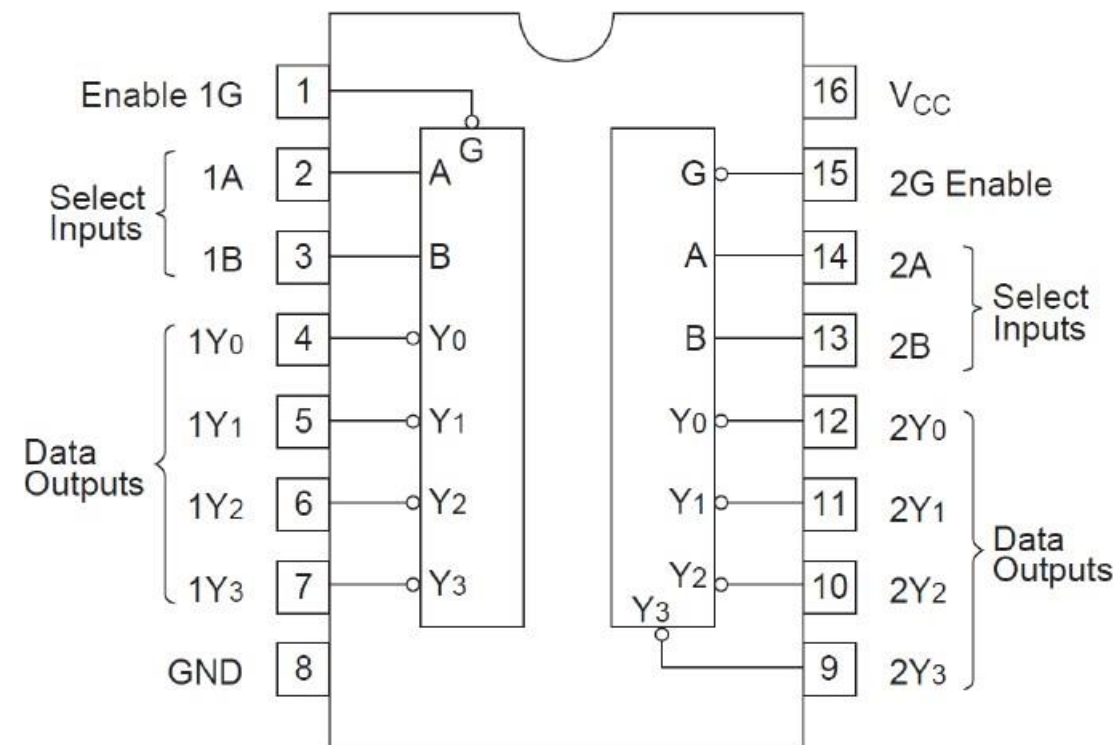 Enable 1G
1
Select
Inputs
1A
2
1B
3
Data
Outputs
1Y0
4
1Y1
5
1Y2
6
1Y3
7
GND
8
G
A
B
Y0
Y1
Y2
Y3
G
A
B
Y0
Y1
Y2
Y3
16
VCC
15
2G Enable
14
2A
13
2B
Select
Inputs
12
2Y0
11
2Y1
10
2Y2
9
2Y3
Data
Outputs